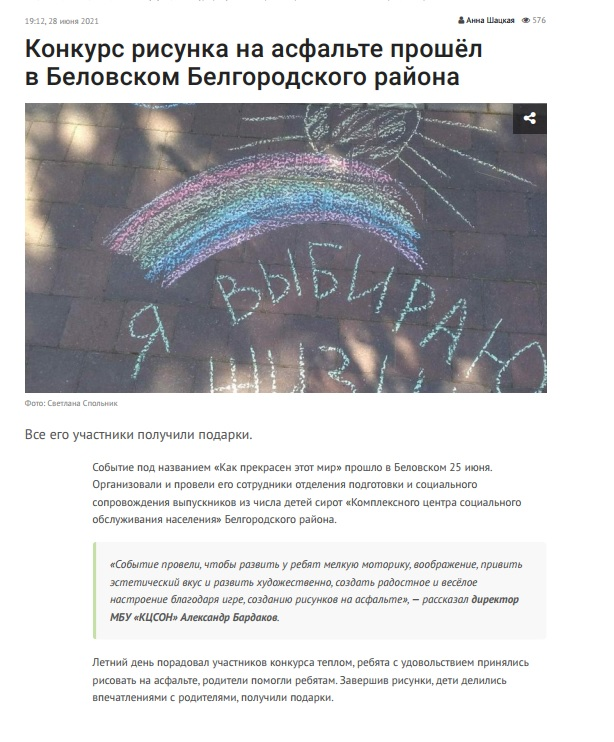 19:12, 28 июня 2021
Анна Шацкая 576
Конкурс рисунка на асфальте прошёл
в Беловском Белгородского района
Я ВЫБИРАЮ
ЖИЗНЬ
Фото: Светлана Спольник
Все его участники получили подарки.
Событие под названием «Как прекрасен этот мир» прошло в Беловском 25 июня.
Организовали и провели его сотрудники отделения подготовки и социального
сопровождения выпускников из числа детей сирот «Комплексного центра социального
обслуживания населения» Белгородского района.
«Событие провели, чтобы развить у ребят мелкую моторику, воображение, привить
эстетический вкус и развить художественно, создать радостное и весёлое
настроение благодаря игре, созданию рисунков на асфальте», — рассказал директор
МБУ «КЦСОН» Александр Бардаков.
Летний день порадовал участников конкурса теплом, ребята с удовольствием принялись
рисовать на асфальте, родители помогли ребятам. Завершив рисунки, дети делились
впечатлениями с родителями, получили подарки.